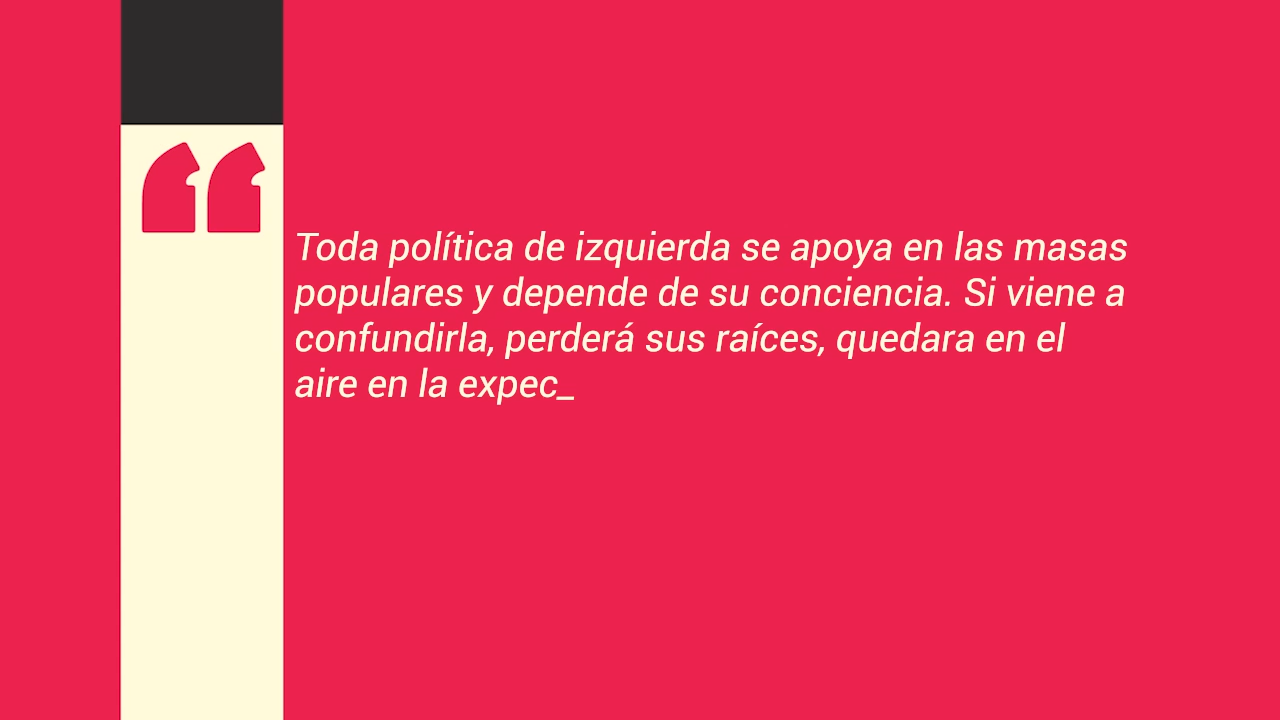 Toda política de izquierda se apoya en las masas
populares y depende de su conciencia. Si viene a
confundirla, perderá sus raíces, quedara en el
aire en la expec_